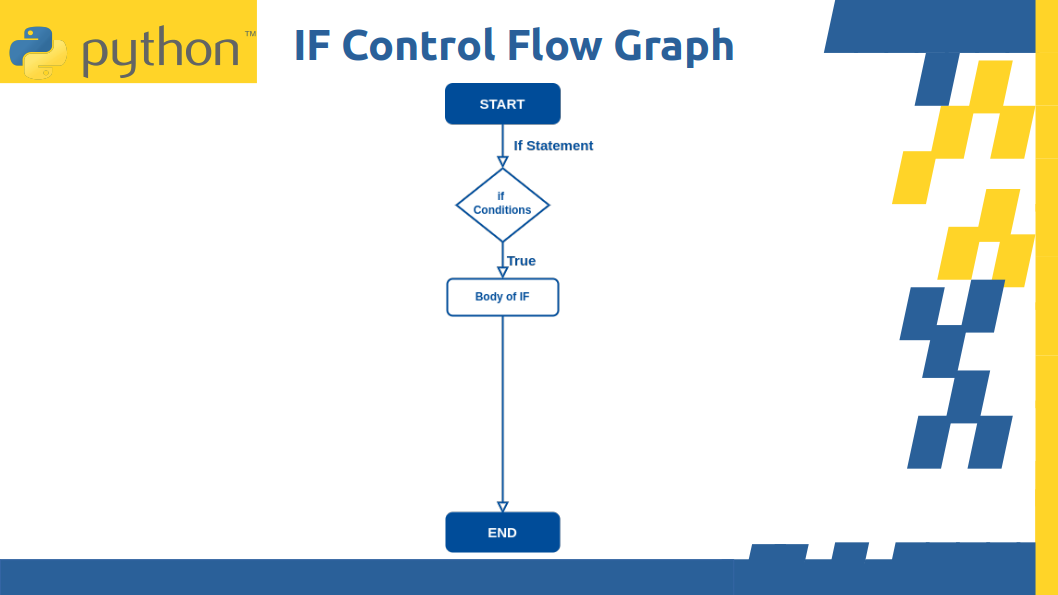 python™
IF Control Flow Graph
START
If Statement
if
Conditions
True
Body of IF
END